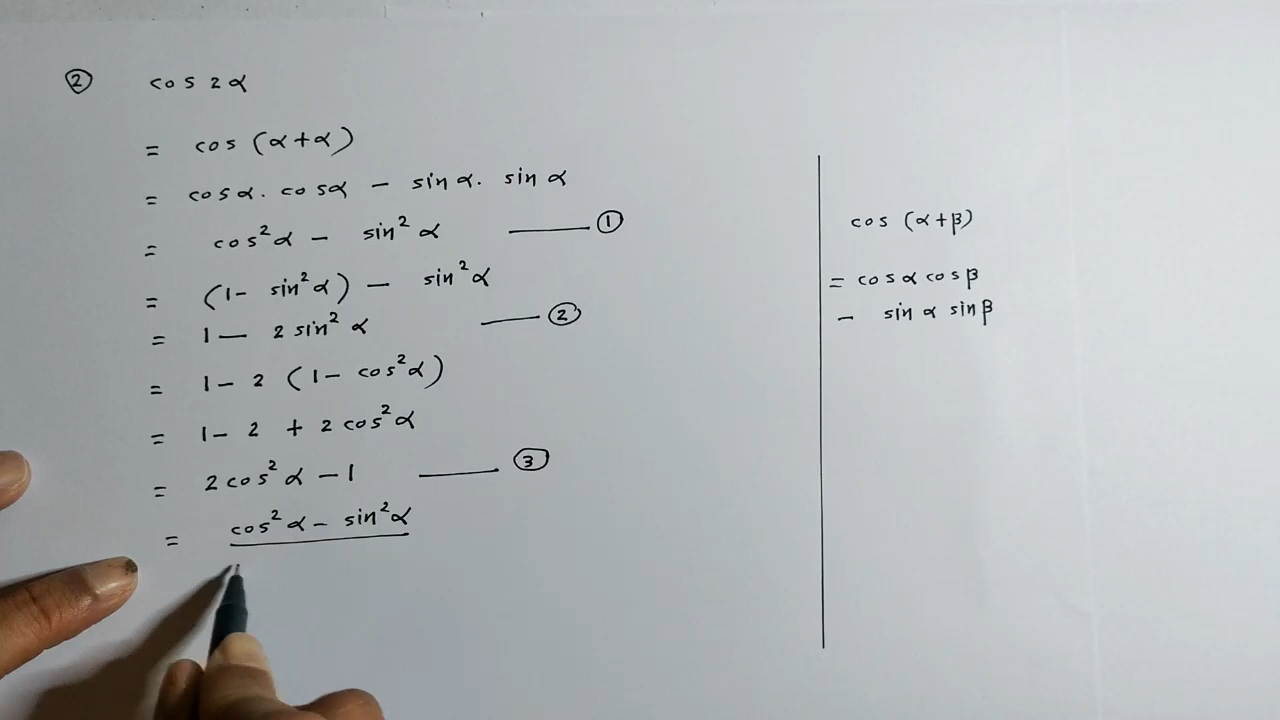 ② cos 2α
= cos (α+α)
= cosα. cosα − sinα. sinα
= cos²α − sin²α ——— ①
= (1− sin²α) − sin²α
= 1 − 2 sin²α ——— ②
= 1− 2 (1− cos²α)
= 1− 2 + 2 cos²α
= 2cos²α − 1 ——— ③
= cos²α − sin²α
cos (α+β)
= cosα cosβ
− sinα sinβ